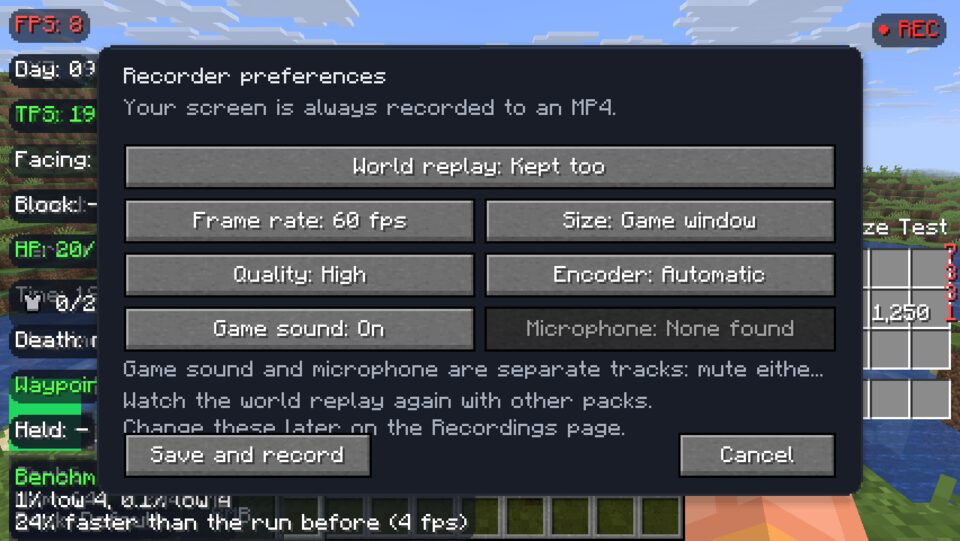 FPS: 8
REC
Day: 09
Recorder preferences
Your screen is always recorded to an MP4.
TPS: 19
Facing:
World replay: Kept too
Block: -
Frame rate: 60 fps
Size: Game window
ze Test
HP: 20/
Quality: High
Encoder: Automatic
Time:
0/2
1,250
Game sound: On
Microphone: None found
Death:
Game sound and microphone are separate tracks: mute eithe...
Waypoin
Watch the world replay again with other packs.
Held: -
Change these later on the Recordings page.
Save and record
Cancel
Benchm
1% low 4, 0.1% low 4
24% faster than the run before (4 fps)